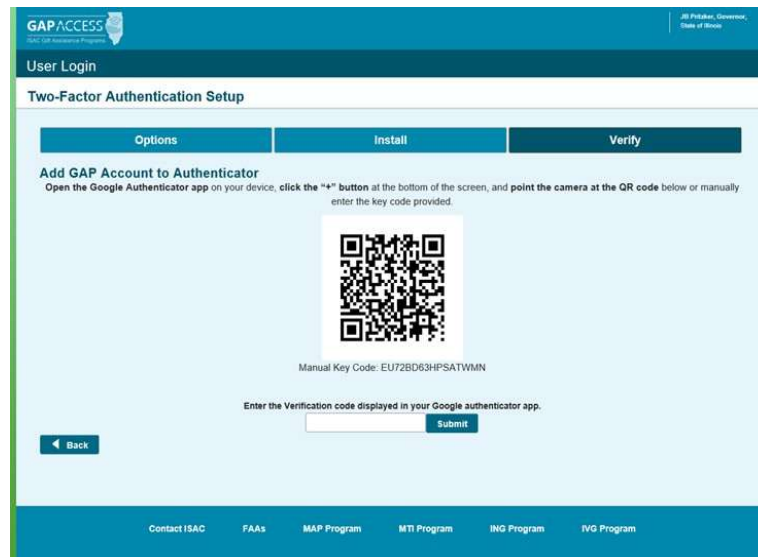 GAP ACCESS
ISAC Gift Assistance Programs
JB Pritzker, Governor,
State of Illinois
User Login
Two-Factor Authentication Setup
Options
Install
Verify
Add GAP Account to Authenticator
Open the Google Authenticator app on your device, click the “+” button at the bottom of the screen, and point the camera at the QR code below or manually
enter the key code provided.
Manual Key Code: EU72BD63HPSATWMN
Enter the Verification code displayed in your Google authenticator app.
Submit
Back
Contact ISAC FAAs MAP Program MTI Program ING Program IVG Program